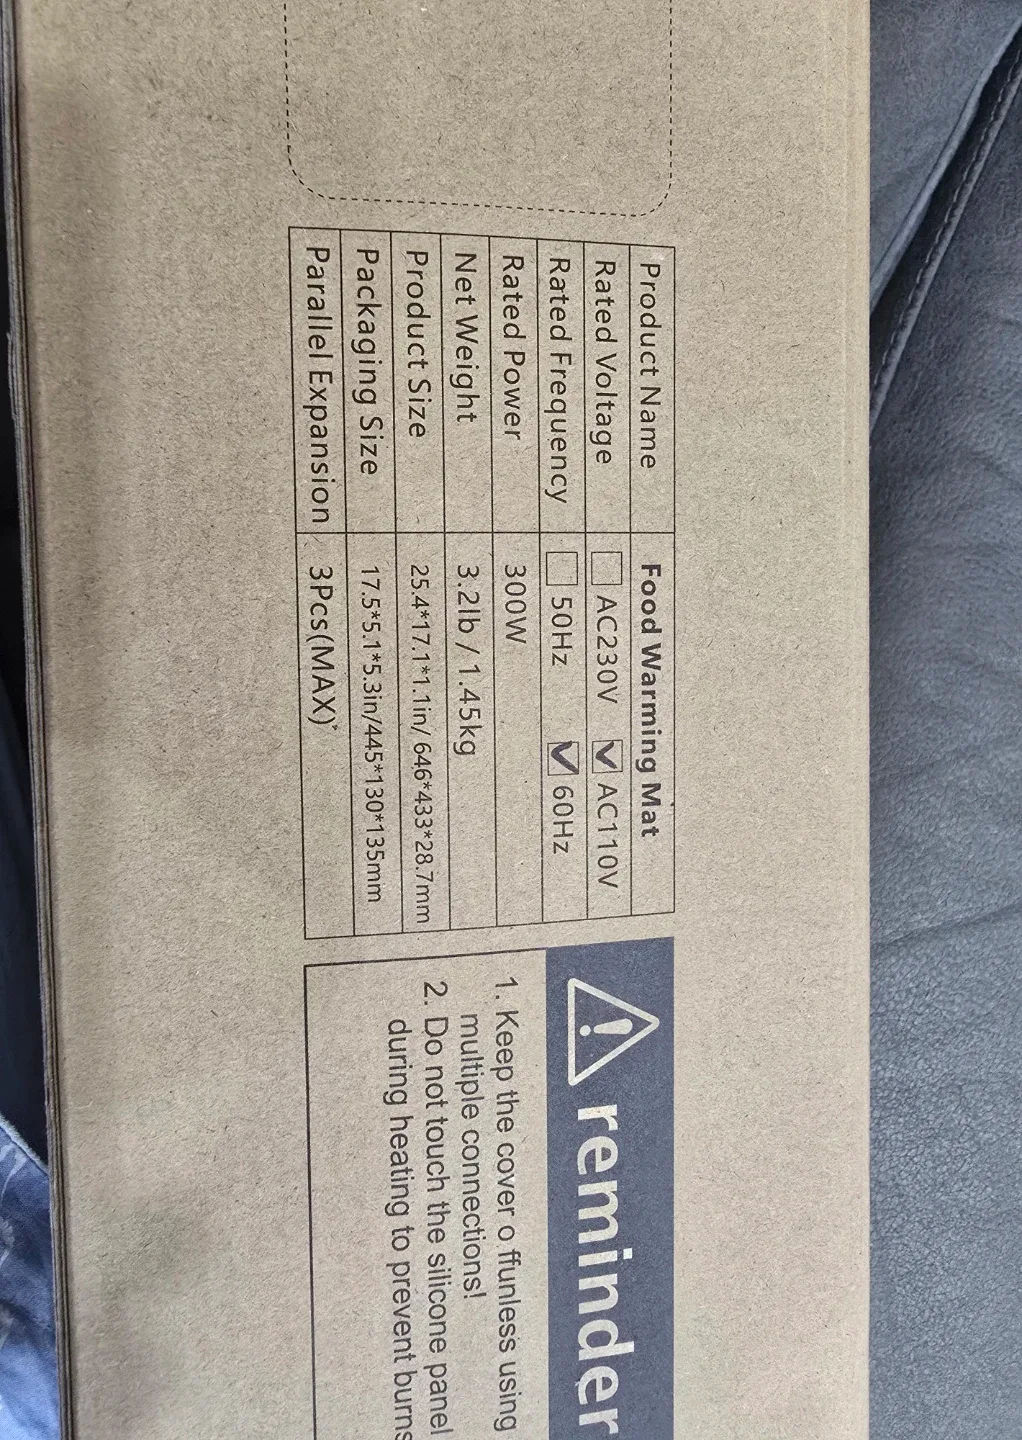 Product Name Food Warming Mat
Rated Voltage AC230V AC110V
Rated Frequency 50Hz 60Hz
Rated Power 300W
Net Weight 3.2lb / 1.45kg
Product Size 25.4*17.1*1.1in/ 646*433*28.7mm
Packaging Size 17.5*5.1*5.3in/445*130*135mm
Parallel Expansion 3Pcs(MAX)
reminder
1. Keep the cover o ffunless using
multiple connections!
2. Do not touch the silicone panel
during heating to prevent burns